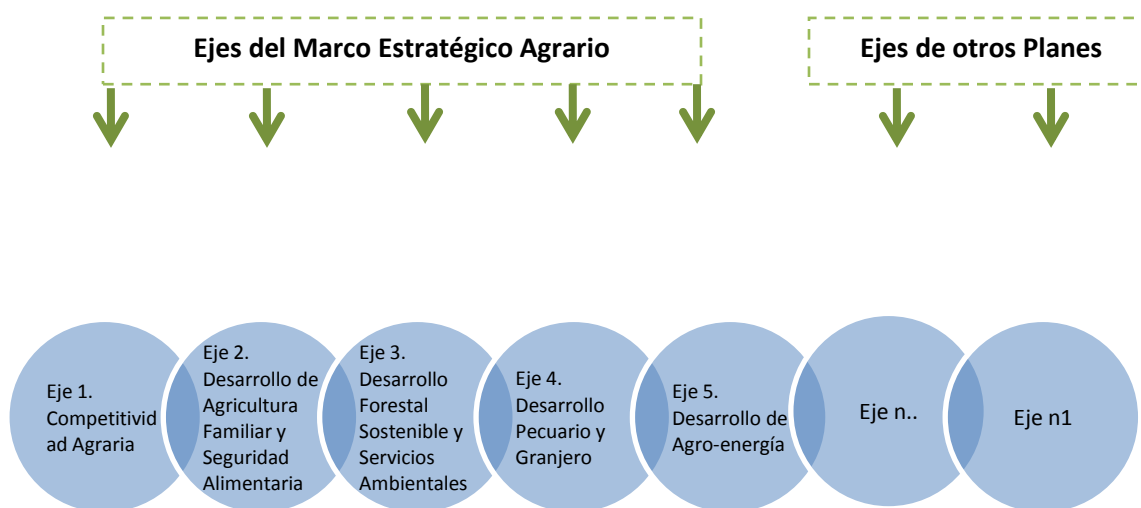 Ejes del Marco Estratégico Agrario
Ejes de otros Planes
Eje 1.
Competitivid
ad Agraria
Eje 2.
Desarrollo de
Agricultura
Familiar y
Seguridad
Alimentaria
Eje 3.
Desarrollo
Forestal
Sostenible y
Servicios
Ambientales
Eje 4.
Desarrollo
Pecuario y
Granjero
Eje 5.
Desarrollo de
Agro-energía
Eje n..
Eje n1